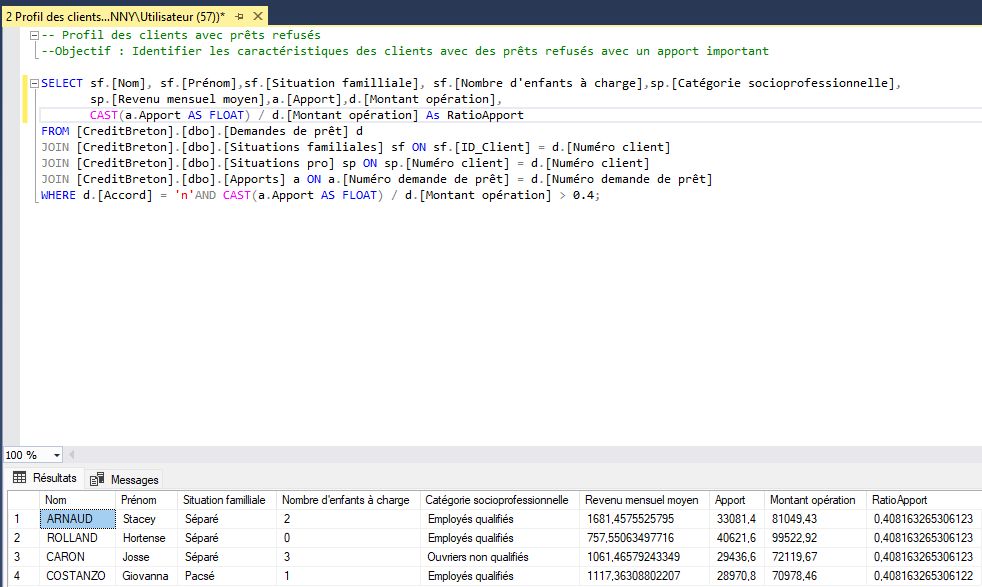 2 Profil des clients...NNY\Utilisateur (57))*
-- Profil des clients avec prêts refusés
--Objectif : Identifier les caractéristiques des clients avec des prêts refusés avec un apport important
SELECT sf.[Nom], sf.[Prénom],sf.[Situation familliale], sf.[Nombre d'enfants à charge],sp.[Catégorie socioprofessionnelle],
sp.[Revenu mensuel moyen],a.[Apport],d.[Montant opération],
CAST(a.Apport AS FLOAT) / d.[Montant opération] As RatioApport
FROM [CreditBreton].[dbo].[Demandes de prêt] d
JOIN [CreditBreton].[dbo].[Situations familiales] sf ON sf.[ID_Client] = d.[Numéro client]
JOIN [CreditBreton].[dbo].[Situations pro] sp ON sp.[Numéro client] = d.[Numéro client]
JOIN [CreditBreton].[dbo].[Apports] a ON a.[Numéro demande de prêt] = d.[Numéro demande de prêt]
WHERE d.[Accord] = 'n'AND CAST(a.Apport AS FLOAT) / d.[Montant opération] > 0.4;
100 %
Résultats Messages
Nom Prénom Situation familliale Nombre d'enfants à charge Catégorie socioprofessionnelle Revenu mensuel moyen Apport Montant opération RatioApport
1 ARNAUD Stacey Séparé 2 Employés qualifiés 1681,4575525795 33081,4 81049,43 0,408163265306123
2 ROLLAND Hortense Séparé 0 Employés qualifiés 757,55063497716 40621,6 99522,92 0,408163265306123
3 CARON Josse Séparé 3 Ouvriers non qualifiés 1061,46579243349 29436,6 72119,67 0,408163265306123
4 COSTANZO Giovanna Pacsé 1 Employés qualifiés 1117,36308802207 28970,8 70978,46 0,408163265306122